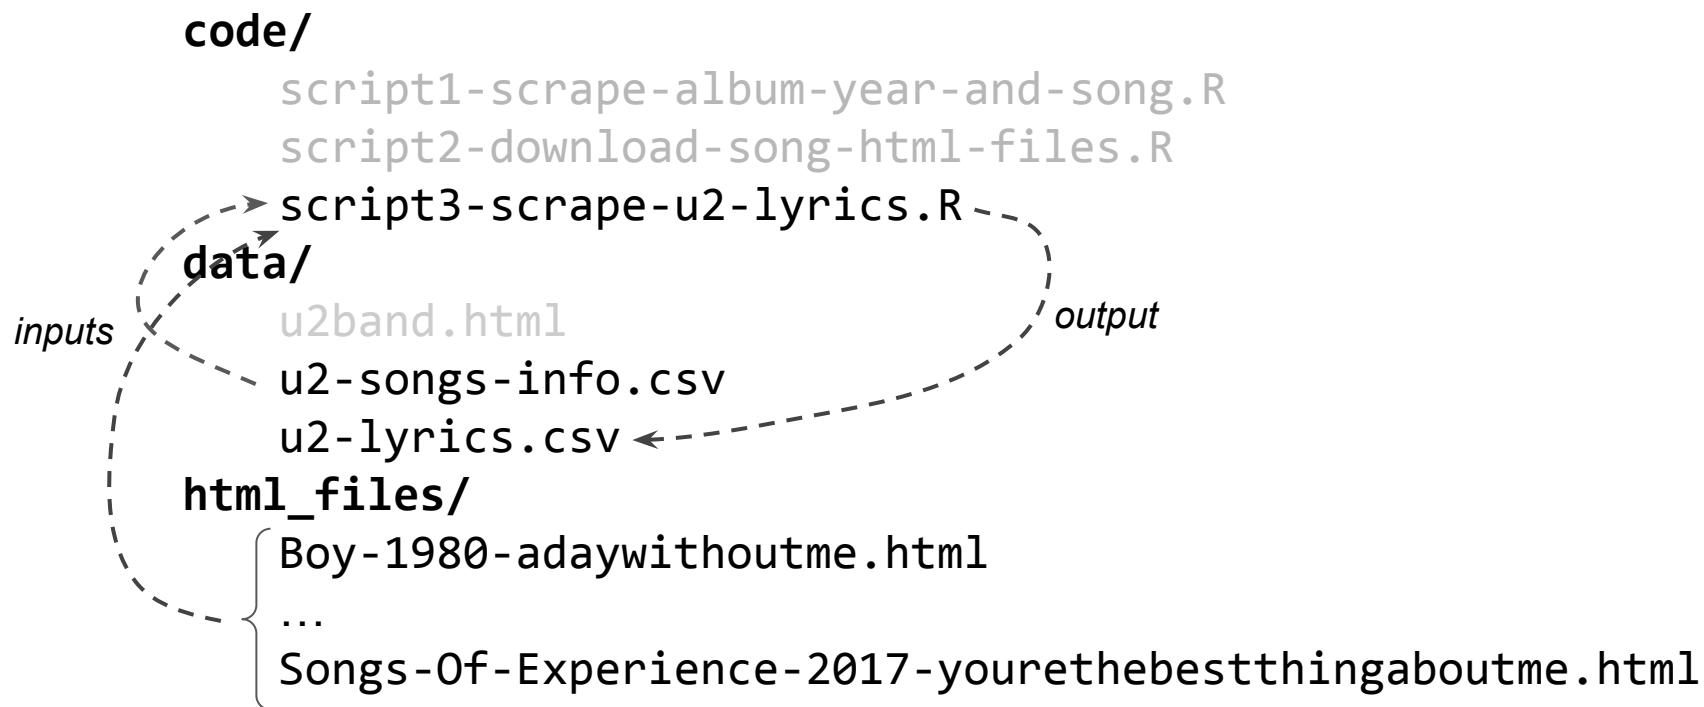 code/
script1-scrape-album-year-and-song.R
script2-download-song-html-files.R
script3-scrape-u2-lyrics.R
data/
u2band.html
inputs
output
u2-songs-info.csv
u2-lyrics.csv
html_files/
Boy-1980-adaywithoutme.html
...
Songs-Of-Experience-2017-yourethebestthingaboutme.html